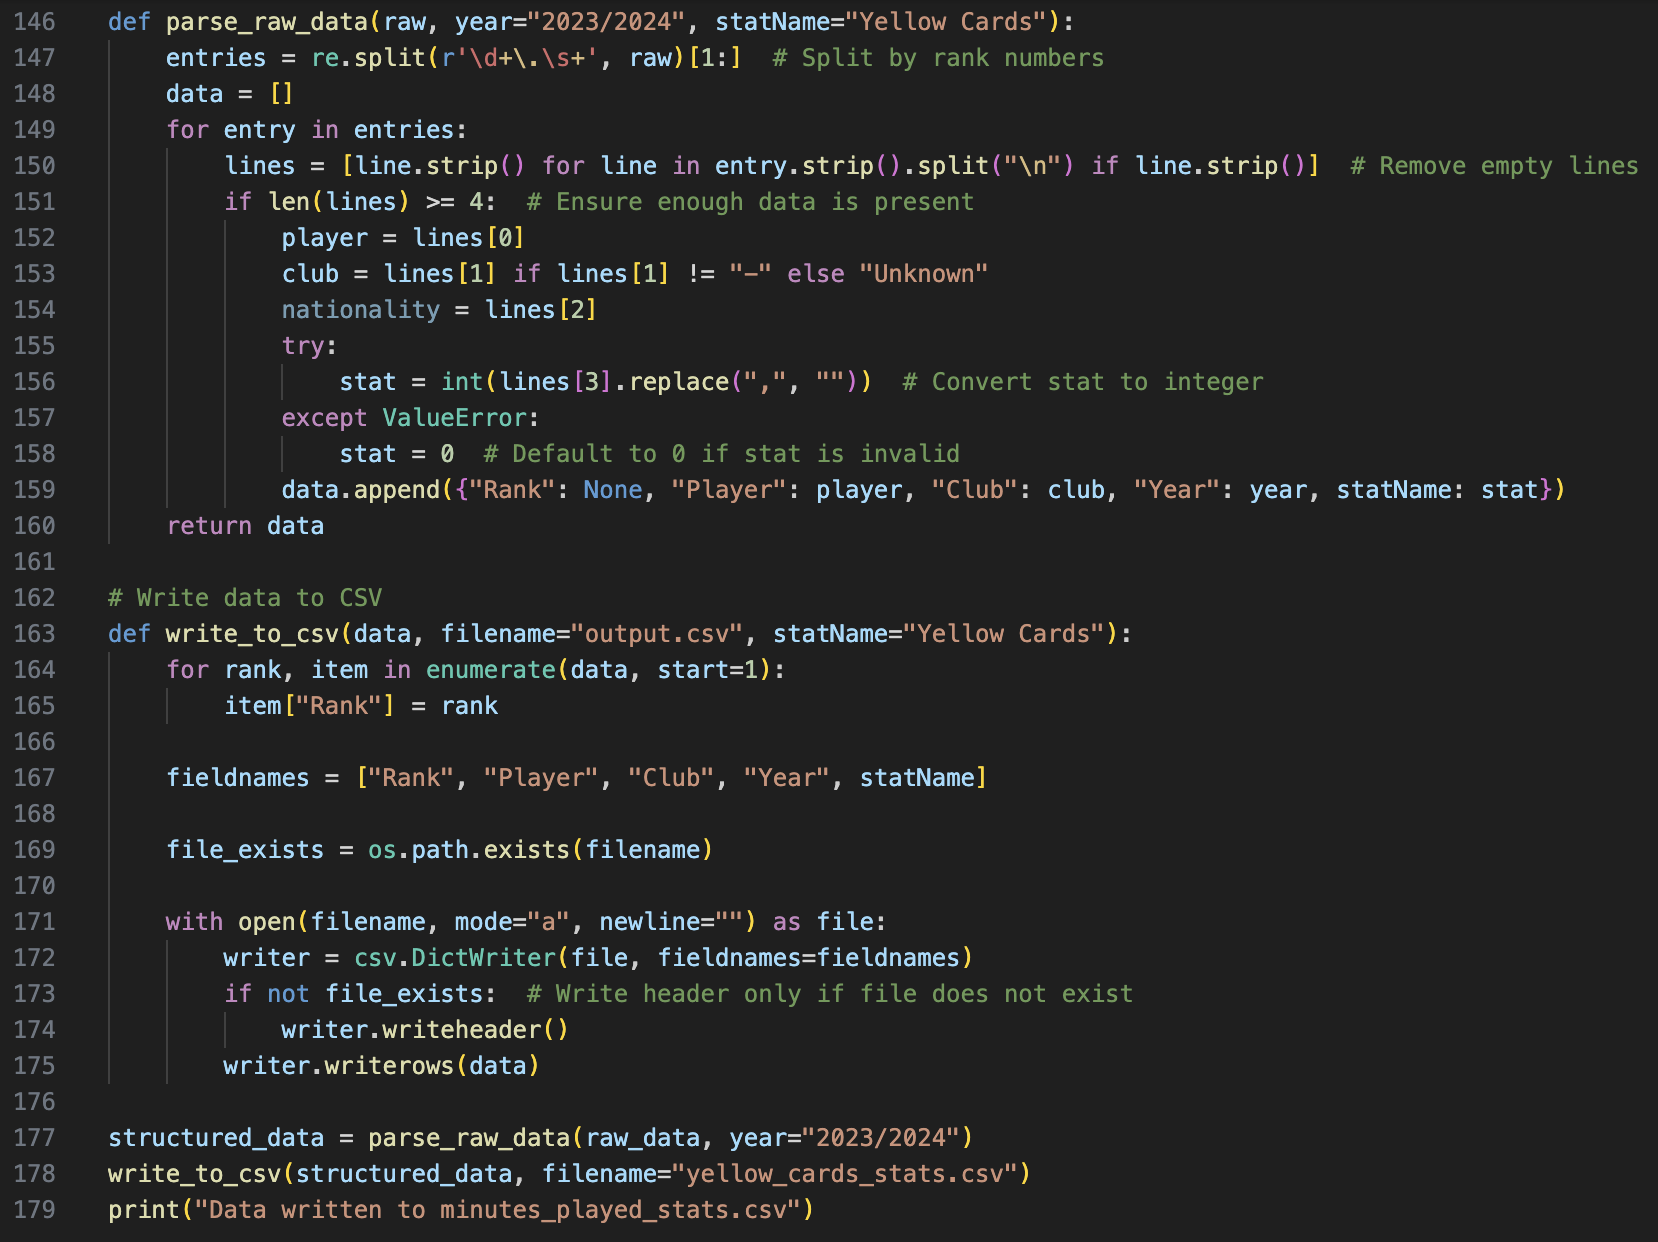 146 def parse_raw_data(raw, year="2023/2024", statName="Yellow Cards"):
147     entries = re.split(r'\d+\.\s+', raw)[1:]  # Split by rank numbers
148     data = []
149     for entry in entries:
150         lines = [line.strip() for line in entry.strip().split("\n") if line.strip()]  # Remove empty lines
151         if len(lines) >= 4:  # Ensure enough data is present
152             player = lines[0]
153             club = lines[1] if lines[1] != "-" else "Unknown"
154             nationality = lines[2]
155             try:
156                 stat = int(lines[3].replace(",", ""))  # Convert stat to integer
157             except ValueError:
158                 stat = 0  # Default to 0 if stat is invalid
159             data.append({"Rank": None, "Player": player, "Club": club, "Year": year, statName: stat})
160     return data
161
162 # Write data to CSV
163 def write_to_csv(data, filename="output.csv", statName="Yellow Cards"):
164     for rank, item in enumerate(data, start=1):
165         item["Rank"] = rank
166
167     fieldnames = ["Rank", "Player", "Club", "Year", statName]
168
169     file_exists = os.path.exists(filename)
170
171     with open(filename, mode="a", newline="") as file:
172         writer = csv.DictWriter(file, fieldnames=fieldnames)
173         if not file_exists:  # Write header only if file does not exist
174             writer.writeheader()
175         writer.writerows(data)
176
177 structured_data = parse_raw_data(raw_data, year="2023/2024")
178 write_to_csv(structured_data, filename="yellow_cards_stats.csv")
179 print("Data written to minutes_played_stats.csv")